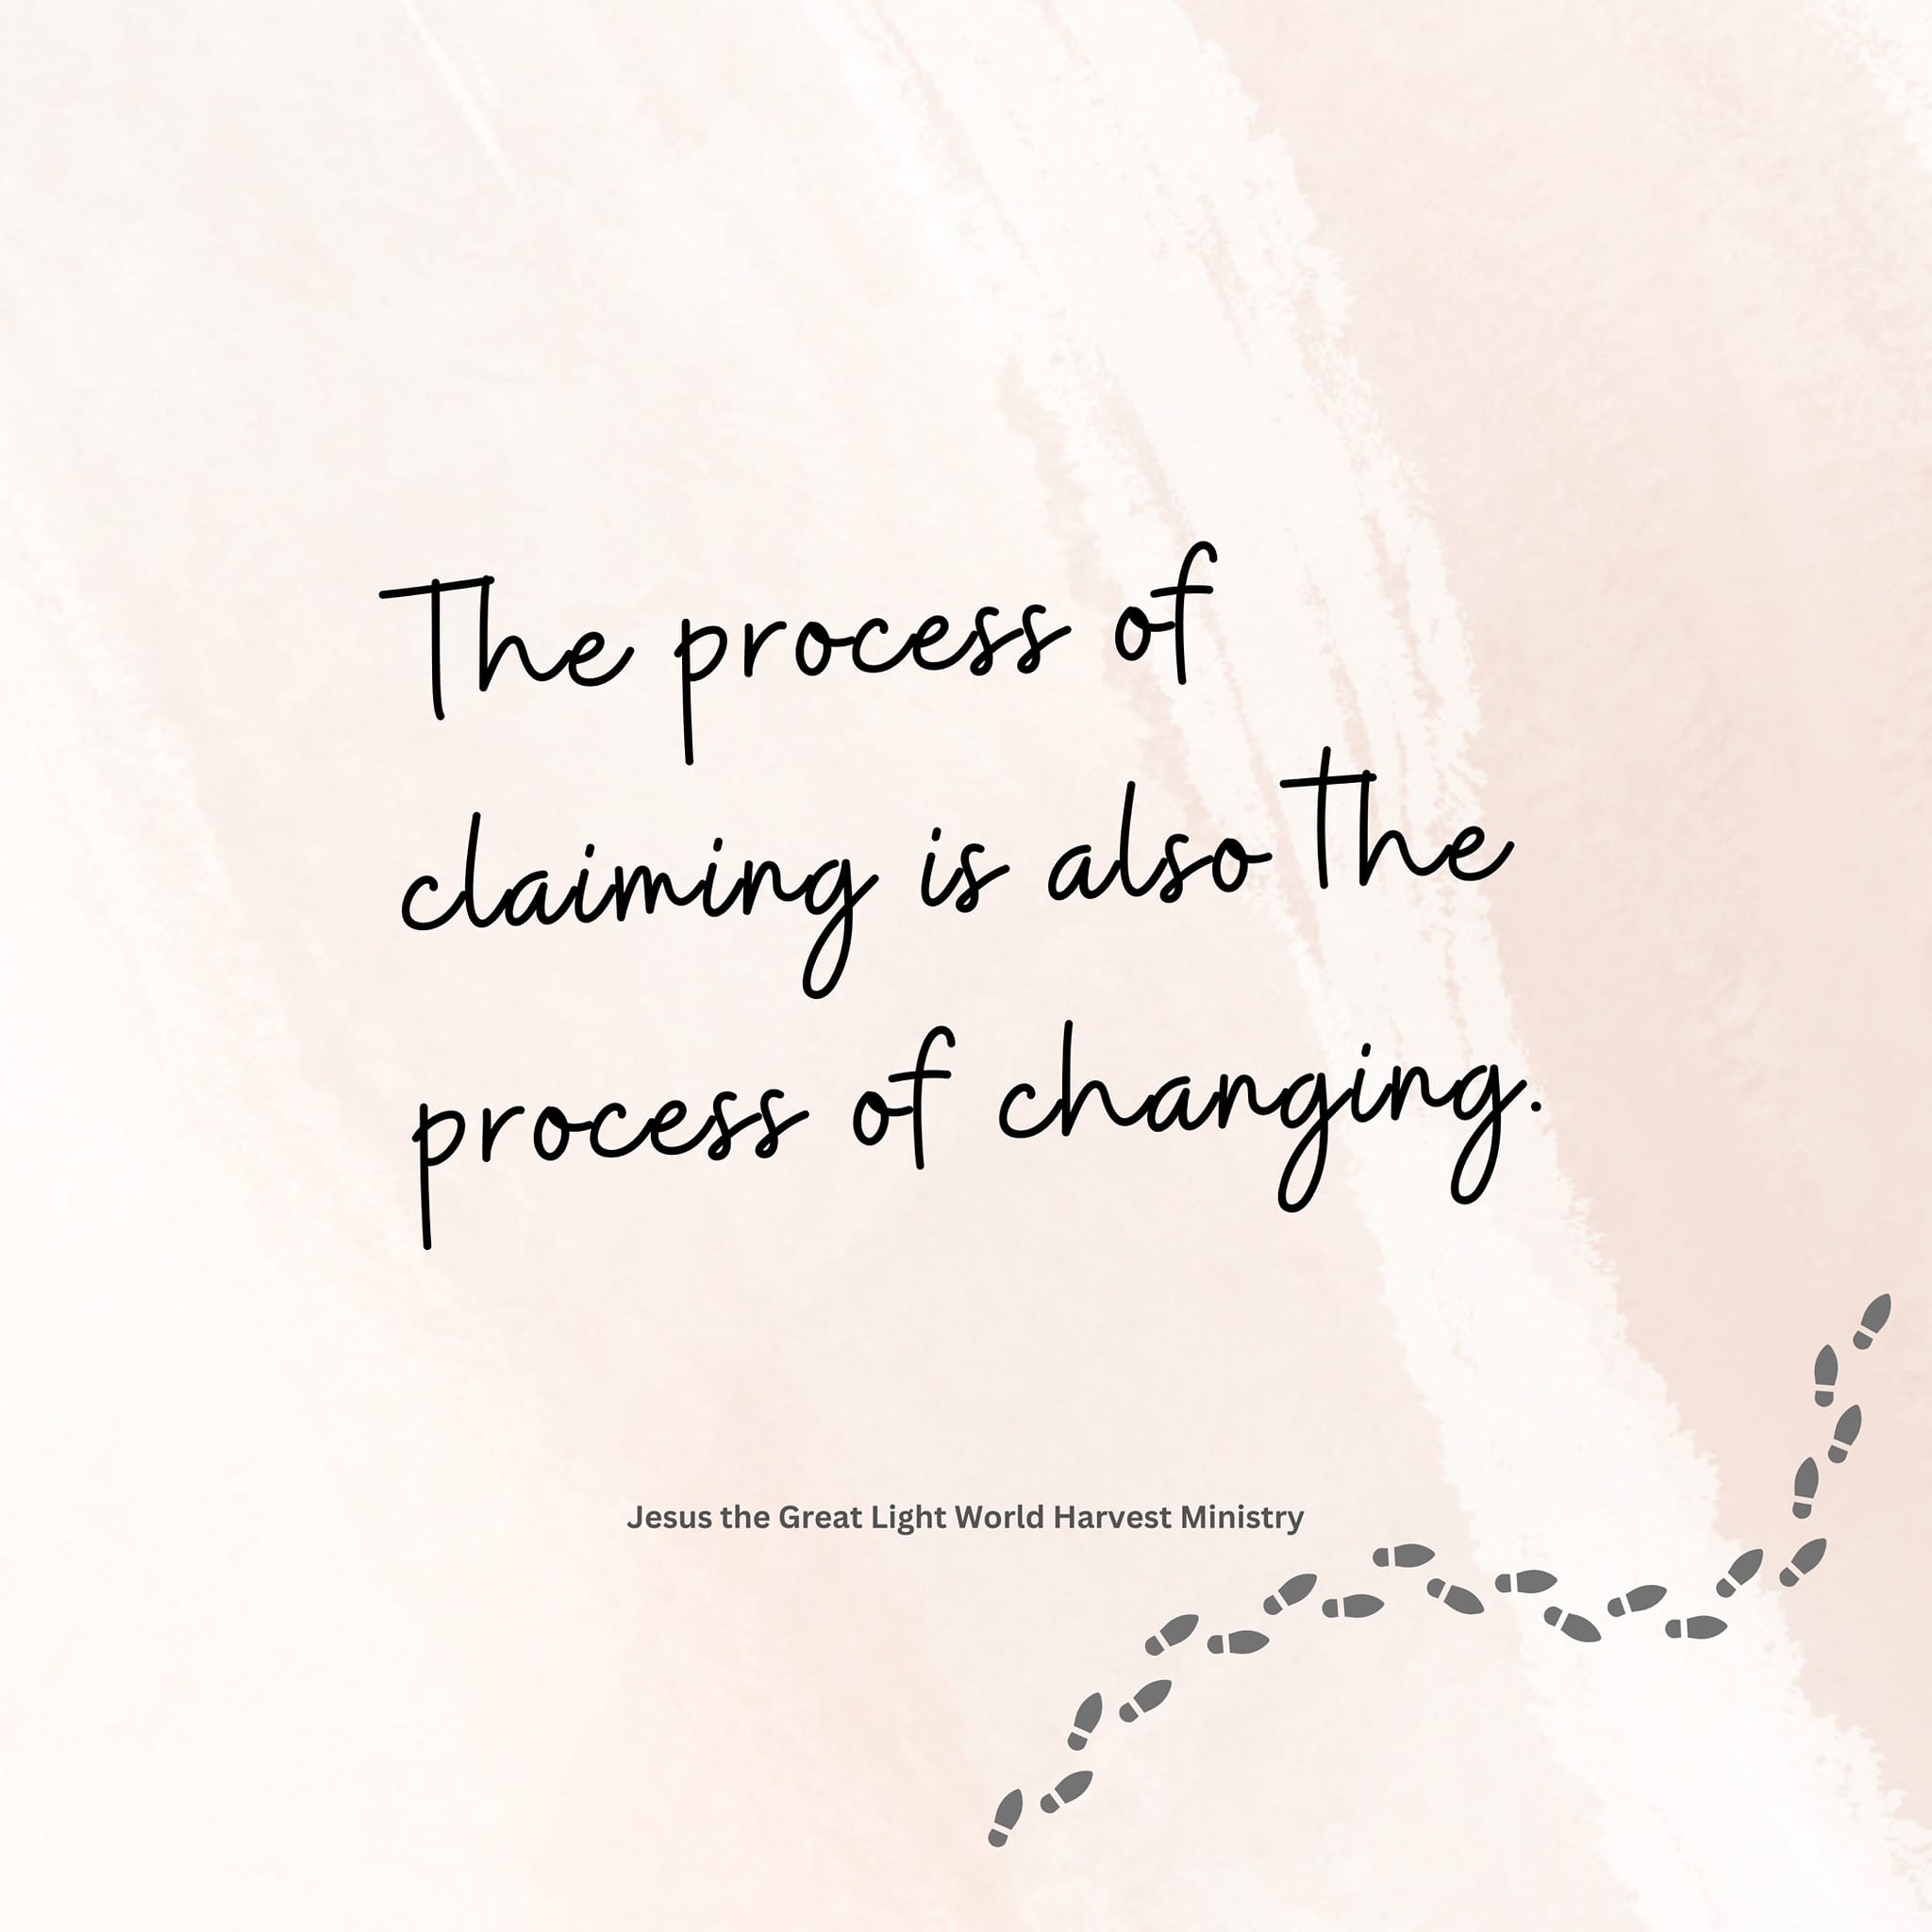 The process of
claiming is also the
process of changing.
Jesus the Great Light World Harvest Ministry